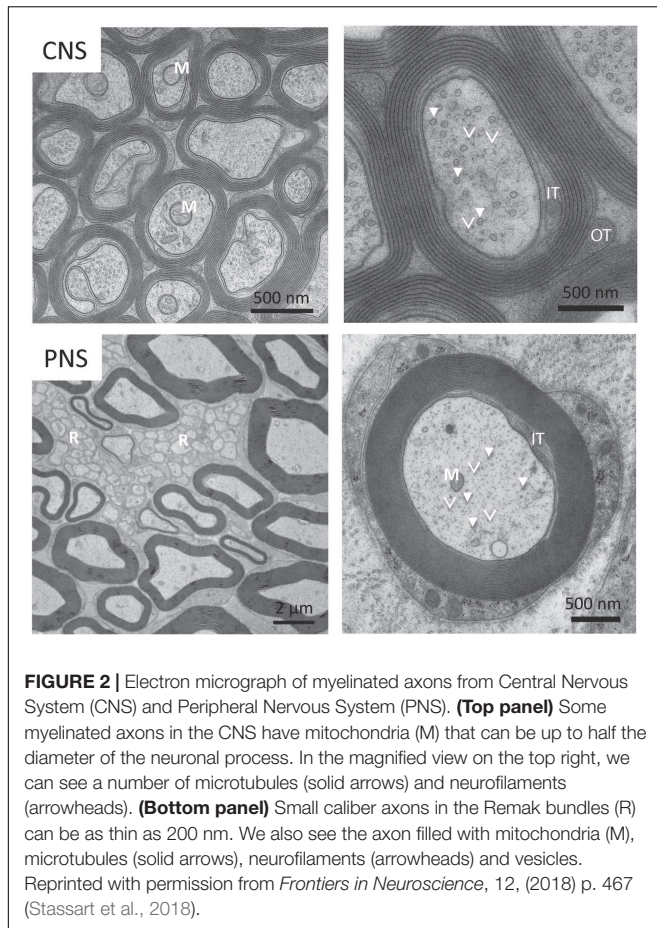 CNS
M
M
500 nm
IT
OT
500 nm
PNS
R
R
2 μm
IT
M
500 nm
FIGURE 2 | Electron micrograph of myelinated axons from Central Nervous
System (CNS) and Peripheral Nervous System (PNS). (Top panel) Some
myelinated axons in the CNS have mitochondria (M) that can be up to half the
diameter of the neuronal process. In the magnified view on the top right, we
can see a number of microtubules (solid arrows) and neurofilaments
(arrowheads). (Bottom panel) Small caliber axons in the Remak bundles (R)
can be as thin as 200 nm. We also see the axon filled with mitochondria (M),
microtubules (solid arrows), neurofilaments (arrowheads) and vesicles.
Reprinted with permission from Frontiers in Neuroscience, 12, (2018) p. 467
(Stassart et al., 2018).